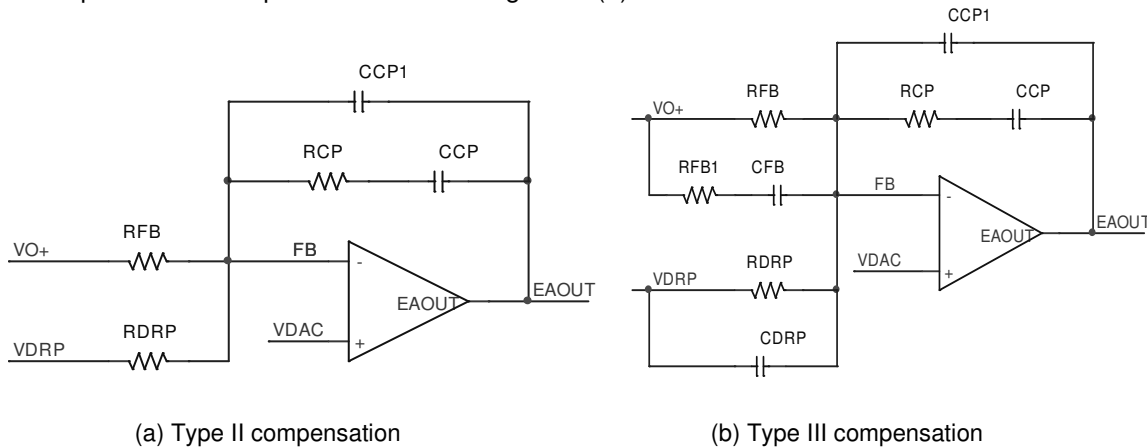 CCP1
RCP
CCP
RFB
VO+
FB
-
EAOUT
EAOUT
RDRP
VDRP
VDAC
+
(a) Type II compensation
CCP1
RFB
RCP
CCP
VO+
RFB1
CFB
FB
-
EAOUT
EAOUT
VDRP
RDRP
VDAC
+
CDRP
(b) Type III compensation